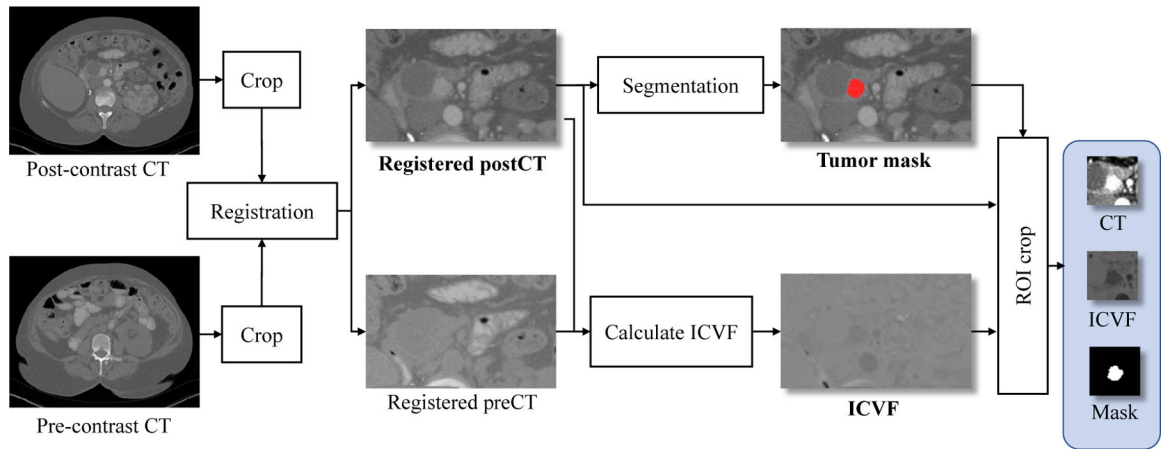 Post-contrast CT
Crop
Registration
Pre-contrast CT
Crop
Registered postCT
Registered preCT
Segmentation
Calculate ICVF
Tumor mask
ICVF
ROI crop
CT
ICVF
Mask